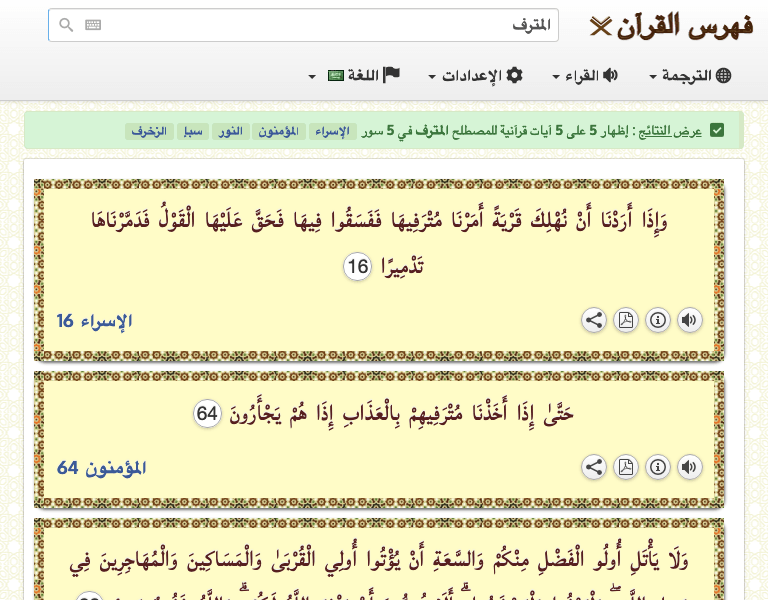 فهرس القرآن
المترف
الترجمة
القراء
الإعدادات
اللغة
عرض النتائج : إظهار 5 على 5 آيات قرآنية للمصطلح المترف في 5 سور الإسراء المؤمنون النور سبإ الزخرف
وَإِذَا أَرَدْنَا أَنْ نُهْلِكَ قَرْيَةً أَمَرْنَا مُتْرَفِيهَا فَفَسَقُوا فِيهَا فَحَقَّ عَلَيْهَا الْقَوْلُ فَدَمَّرْنَاهَا
تَدْمِيرًا 16
الإسراء 16
حَتَّىٰ إِذَا أَخَذْنَا مُتْرَفِيهِمْ بِالْعَذَابِ إِذَا هُمْ يَجْأَرُونَ 64
المؤمنون 64
وَلَا يَأْتَلِ أُولُو الْفَضْلِ مِنْكُمْ وَالسَّعَةِ أَنْ يُؤْتُوا أُولِي الْقُرْبَىٰ وَالْمَسَاكِينَ وَالْمُهَاجِرِينَ فِي